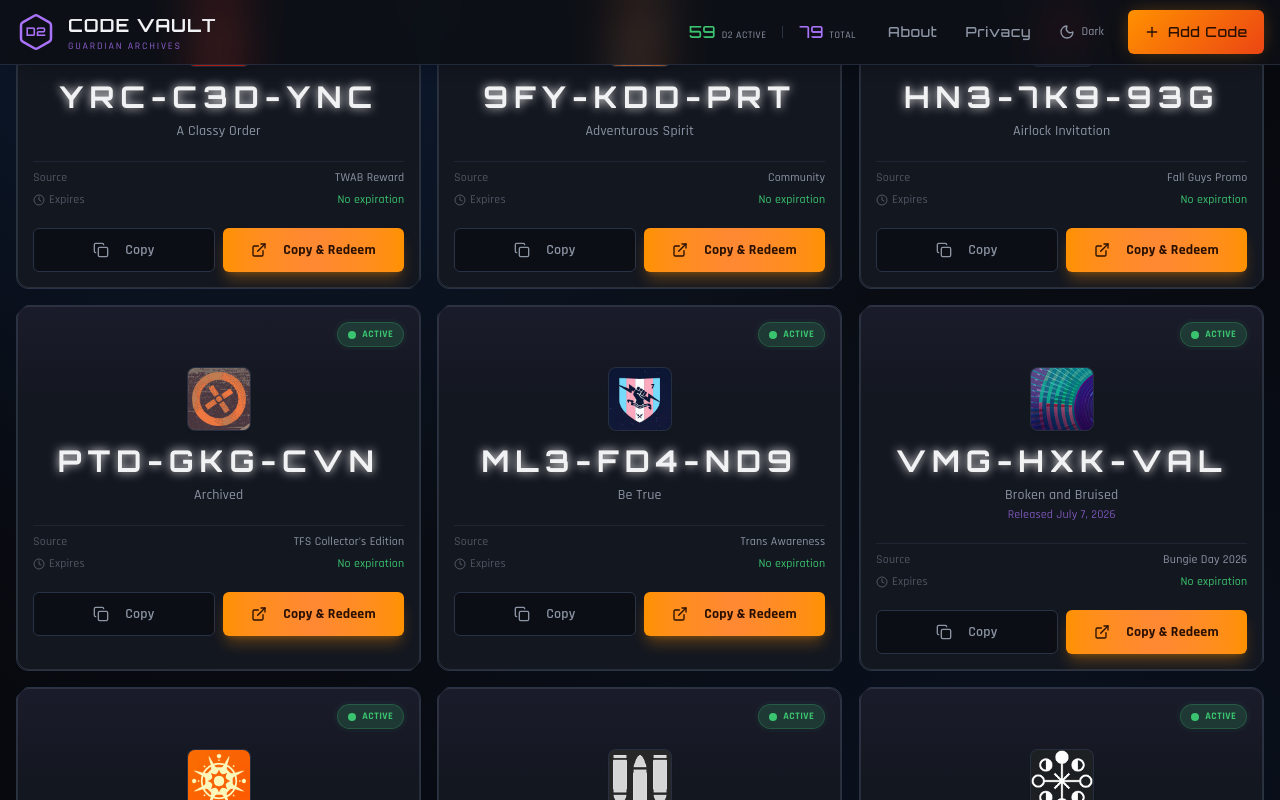 D2
CODE VAULT
GUARDIAN ARCHIVES
59 D2 ACTIVE
79 TOTAL
About
Privacy
Dark
+ Add Code
YRC-C3D-YNC
A Classy Order
Source
TWAB Reward
Expires
No expiration
Copy
Copy & Redeem
9FY-KDD-PRT
Adventurous Spirit
Source
Community
Expires
No expiration
Copy
Copy & Redeem
HN3-7K9-93G
Airlock Invitation
Source
Fall Guys Promo
Expires
No expiration
Copy
Copy & Redeem
ACTIVE
PTD-GKG-CVN
Archived
Source
TFS Collector's Edition
Expires
No expiration
Copy
Copy & Redeem
ACTIVE
7
ML3-FD4-ND9
Be True
Source
Trans Awareness
Expires
No expiration
Copy
Copy & Redeem
ACTIVE
VMG-HXK-VAL
Broken and Bruised
Released July 7, 2026
Source
Bungie Day 2026
Expires
No expiration
Copy
Copy & Redeem
ACTIVE
ACTIVE
ACTIVE